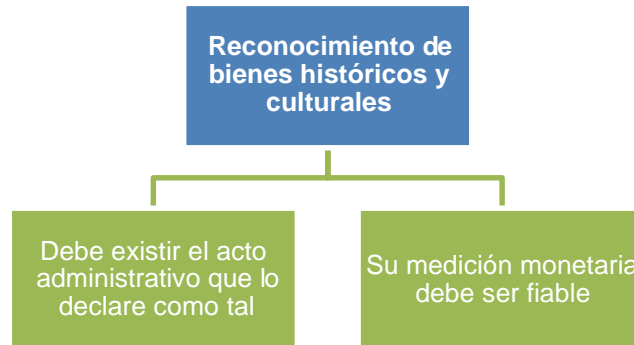 Reconocimiento de
bienes históricos y
culturales
Debe existir el acto
administrativo que lo
declare como tal
Su medición monetaria
debe ser fiable